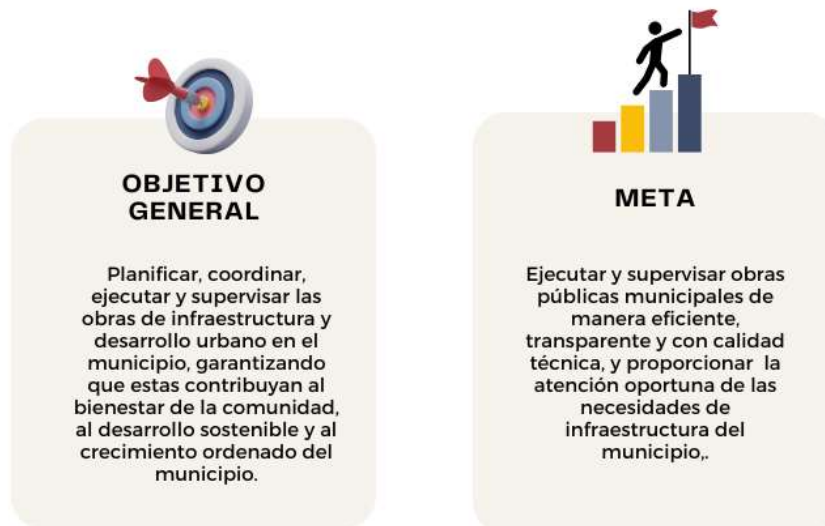 OBJETIVO
GENERAL
Planificar, coordinar,
ejecutar y supervisar las
obras de infraestructura y
desarrollo urbano en el
municipio, garantizando
que estas contribuyan al
bienestar de la comunidad,
al desarrollo sostenible y al
crecimiento ordenado del
municipio.
META
Ejecutar y supervisar obras
públicas municipales de
manera eficiente,
transparente y con calidad
técnica, y proporcionar  la
atención oportuna de las
necesidades de
infraestructura del
municipio,.